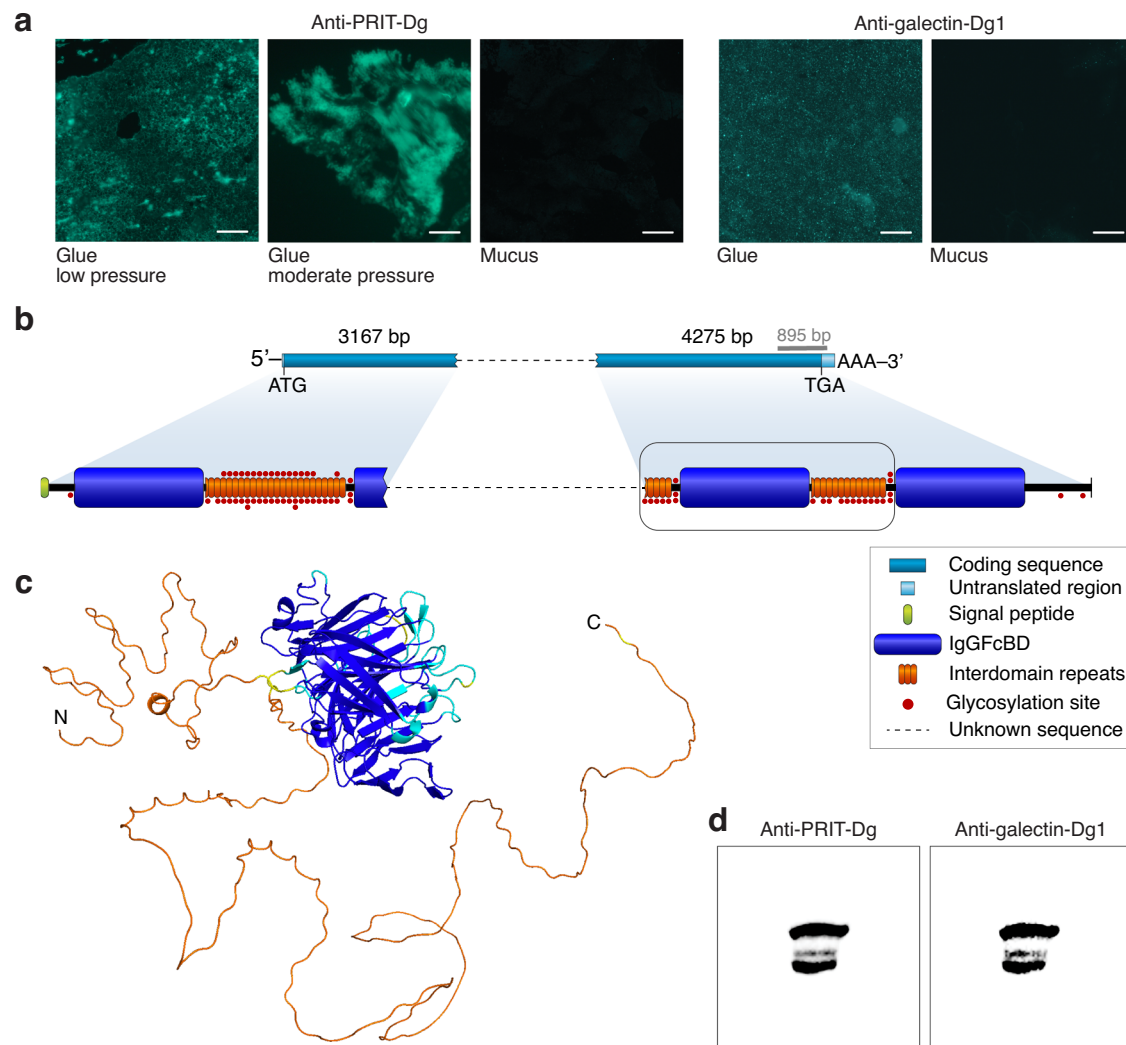 a
Anti-PRIT-Dg
Anti-galectin-Dg1
Glue
low pressure
Glue
moderate pressure
Mucus
Glue
Mucus
b
3167 bp
4275 bp
895 bp
5’
AAA–3’
ATG
TGA
c
N
C
Coding sequence
Untranslated region
Signal peptide
IgGFcBD
Interdomain repeats
Glycosylation site
Unknown sequence
d
Anti-PRIT-Dg
Anti-galectin-Dg1